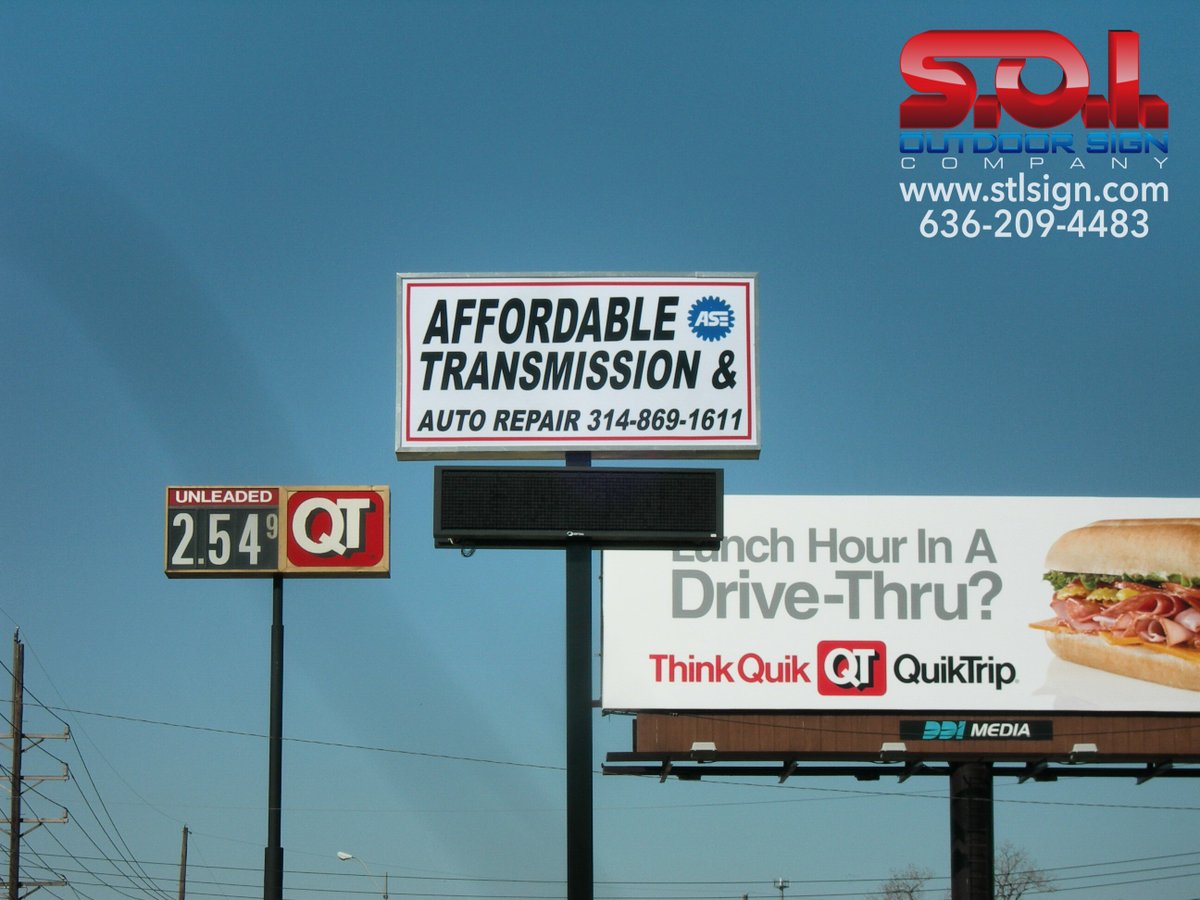 S.O.I.
OUTDOOR SIGN
COMPANY
www.stlsign.com
636-209-4483
AFFORDABLE ASE
TRANSMISSION &
AUTO REPAIR 314-869-1611
UNLEADED
2.54 9 QT
Lunch Hour In A
Drive-Thru?
Think Quik QT QuikTrip
DDI MEDIA